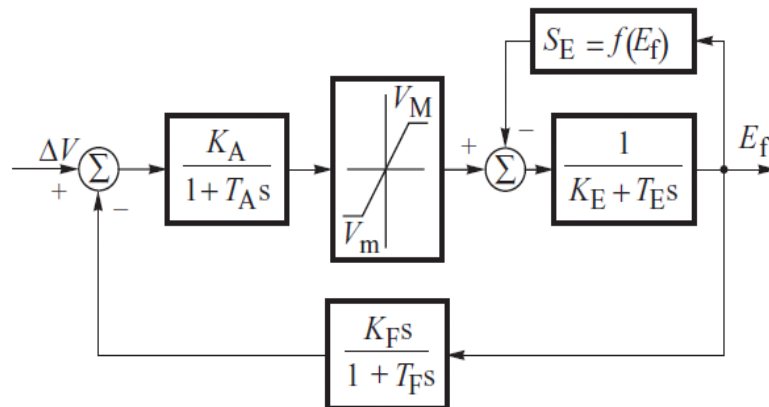 S_E = f(E_f)
V_M
ΔV
+
Σ
−
K_A
1 + T_A s
V_m
+
−
Σ
1
K_E + T_E s
E_f
K_F s
1 + T_F s